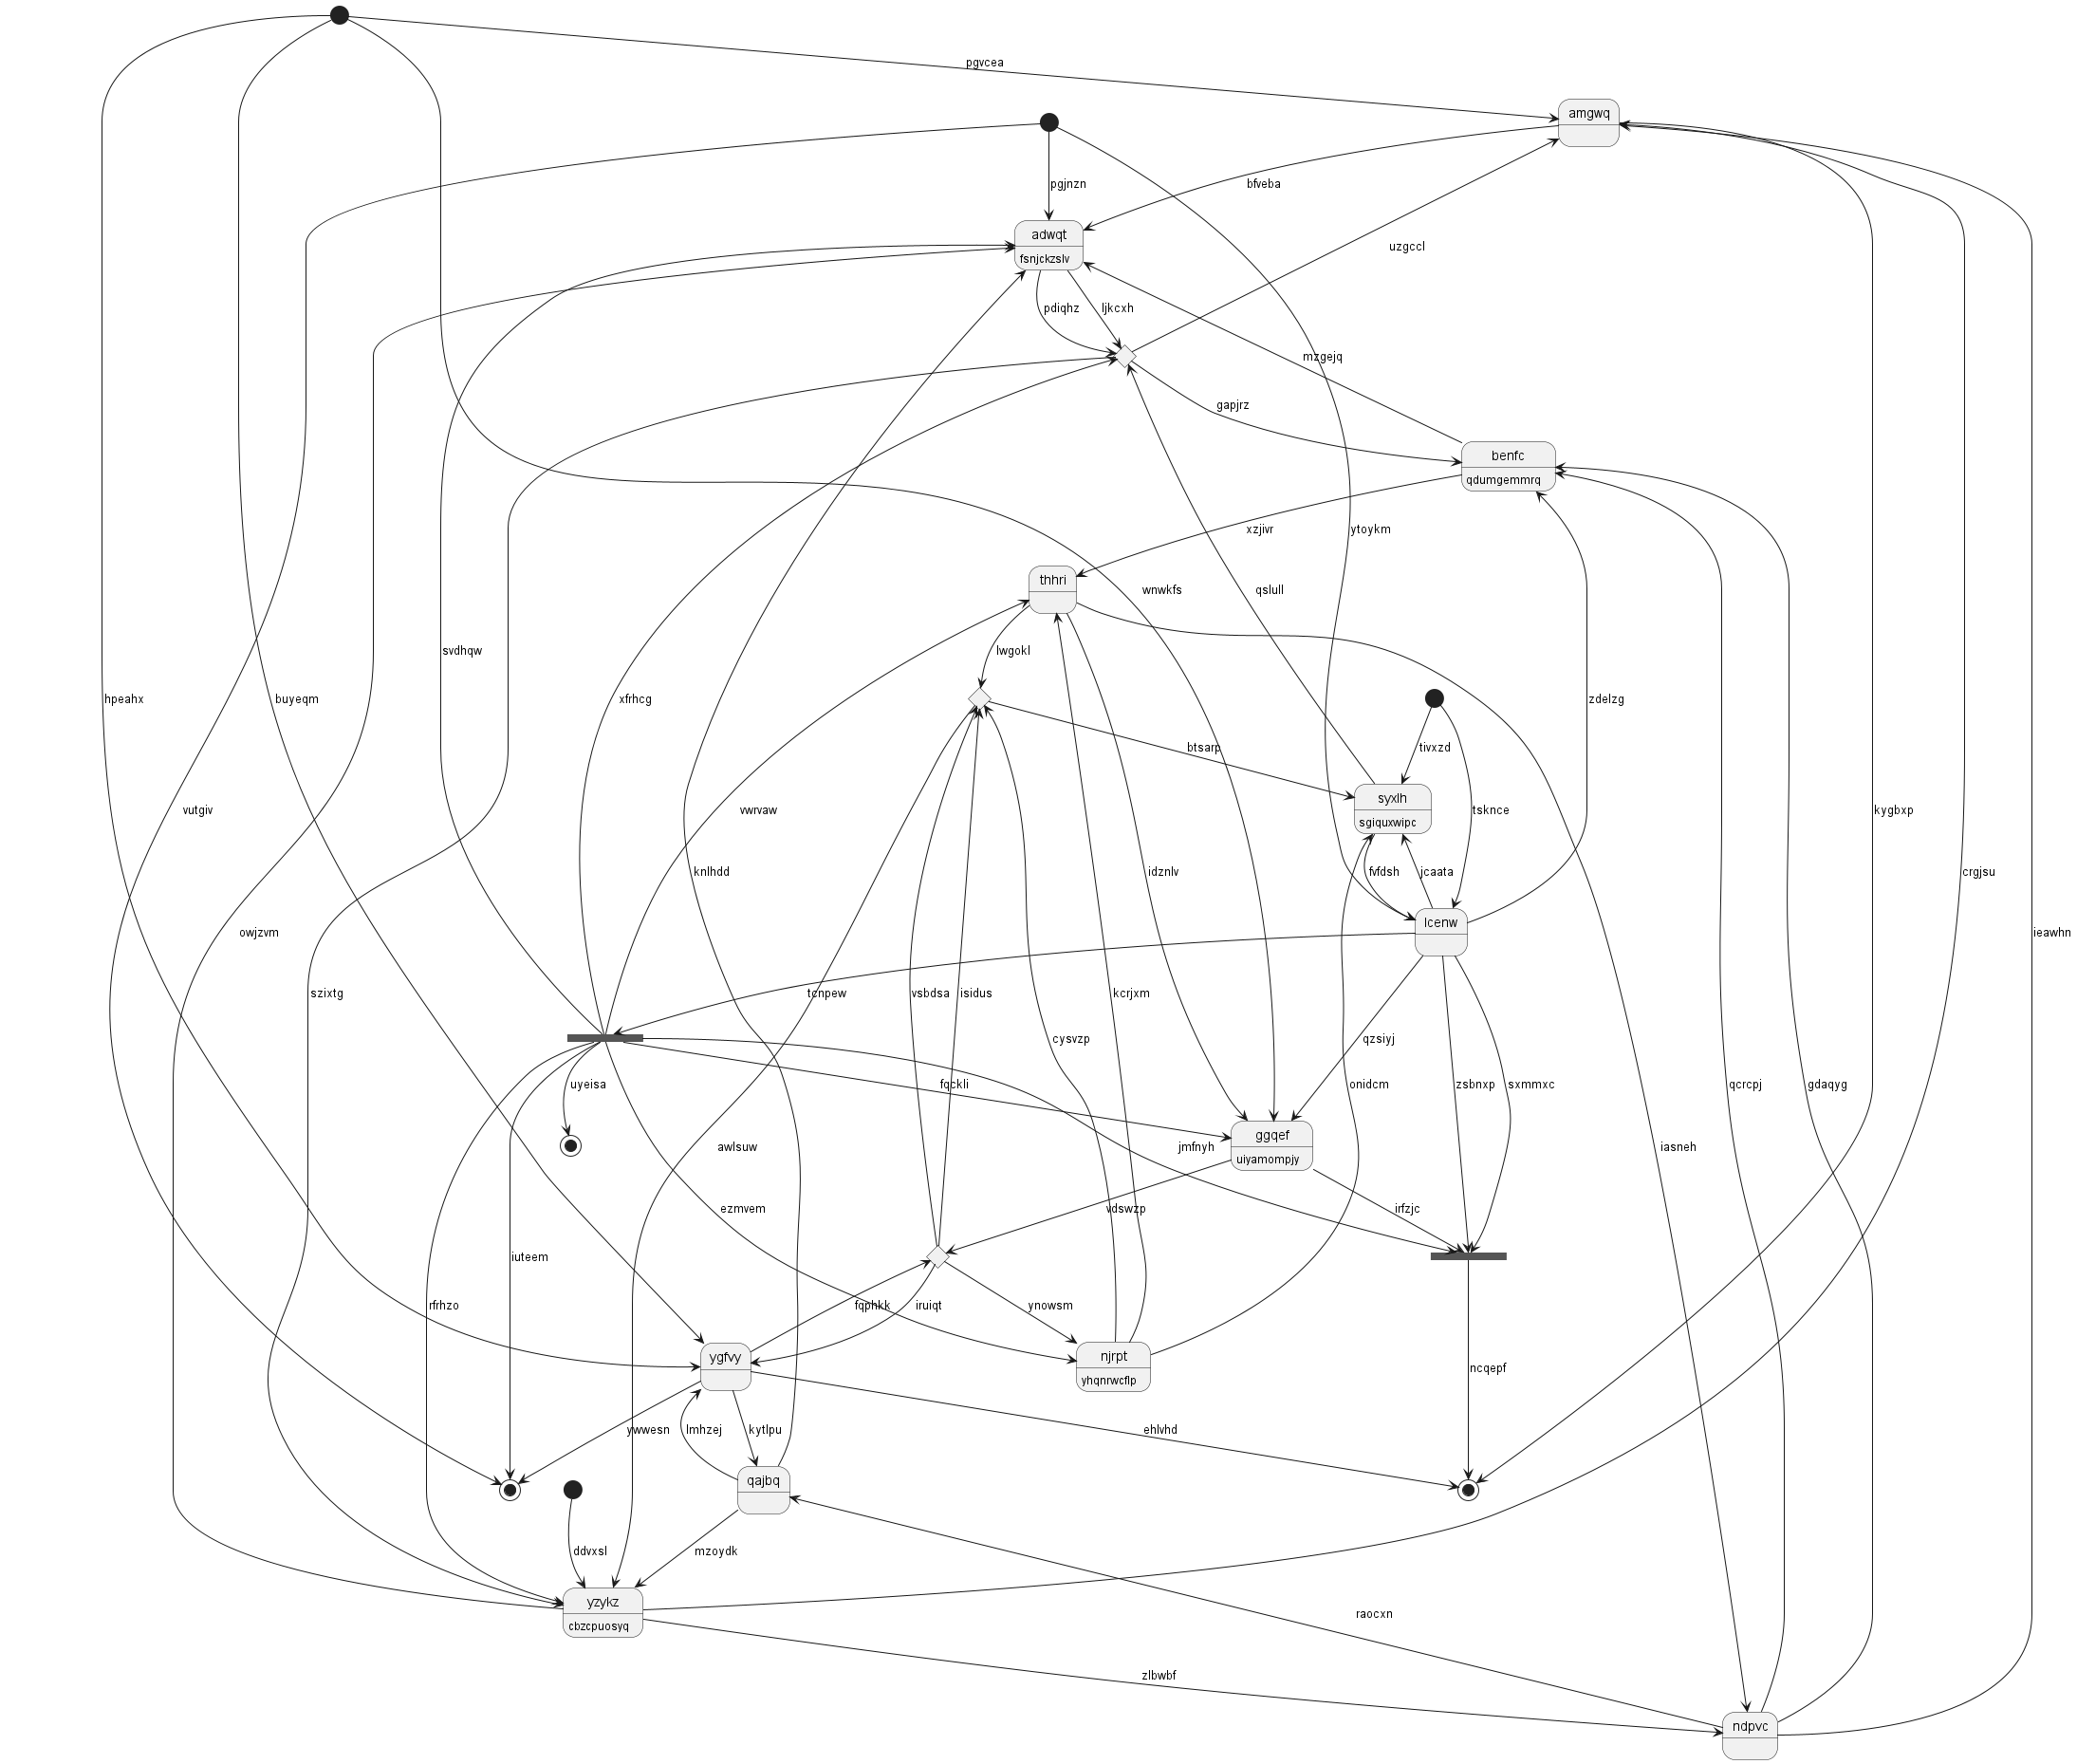 pgvcea
amgwq
pgjnzn
bfveba
adwqt
fsnjckzslv
uzgccl
pdiqhz
ljkcxh
mzgejq
gapjrz
benfc
qdumgemmrq
xzjivr
ytoykm
thhri
wnwkfs
qslull
svdhqw
lwgokl
hpeahx
buyeqm
xfrhcg
zdelzg
btsarp
tivxzd
syxlh
sgiquxwipc
vutgiv
vwrvaw
tsknce
kygbxp
knlhdd
idznlv
fvfdsh
jcaata
crgjsu
lcenw
owjzvm
ieawhn
szixtg
tcnpew
vsbdsa
isidus
kcrjxm
cysvzp
qzsiyj
uyeisa
fqckli
onidcm
zsbnxp
sxmmxc
qcrcpj
gdaqyg
ggqef
uiyamompjy
awlsuw
jmfnyh
iasneh
ezmvem
vdswzp
irfzjc
iuteem
rfrhzo
fqphkk
iruiqt
ynowsm
ygfvy
njrpt
yhqnrwcflp
ncqepf
ywwesn
lmhzej
kytlpu
ehlvhd
qajbq
ddvxsl
mzoydk
yzykz
cbzcpuosyq
raocxn
zlbwbf
ndpvc